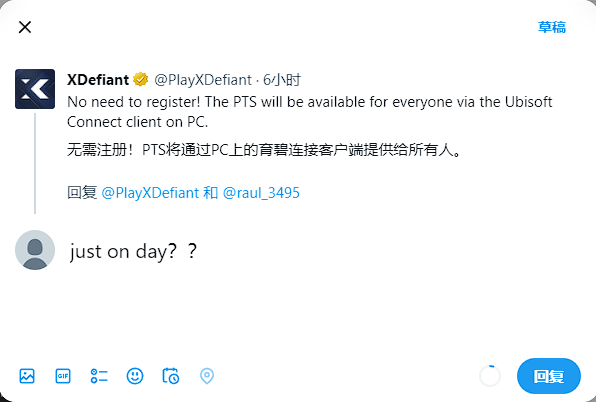 草稿
XDefiant @PlayXDefiant · 6小时
No need to register! The PTS will be available for everyone via the Ubisoft
Connect client on PC.
无需注册！PTS将通过PC上的育碧连接客户端提供给所有人。
回复 @PlayXDefiant 和 @raul_3495
just on day？？
GIF
回复